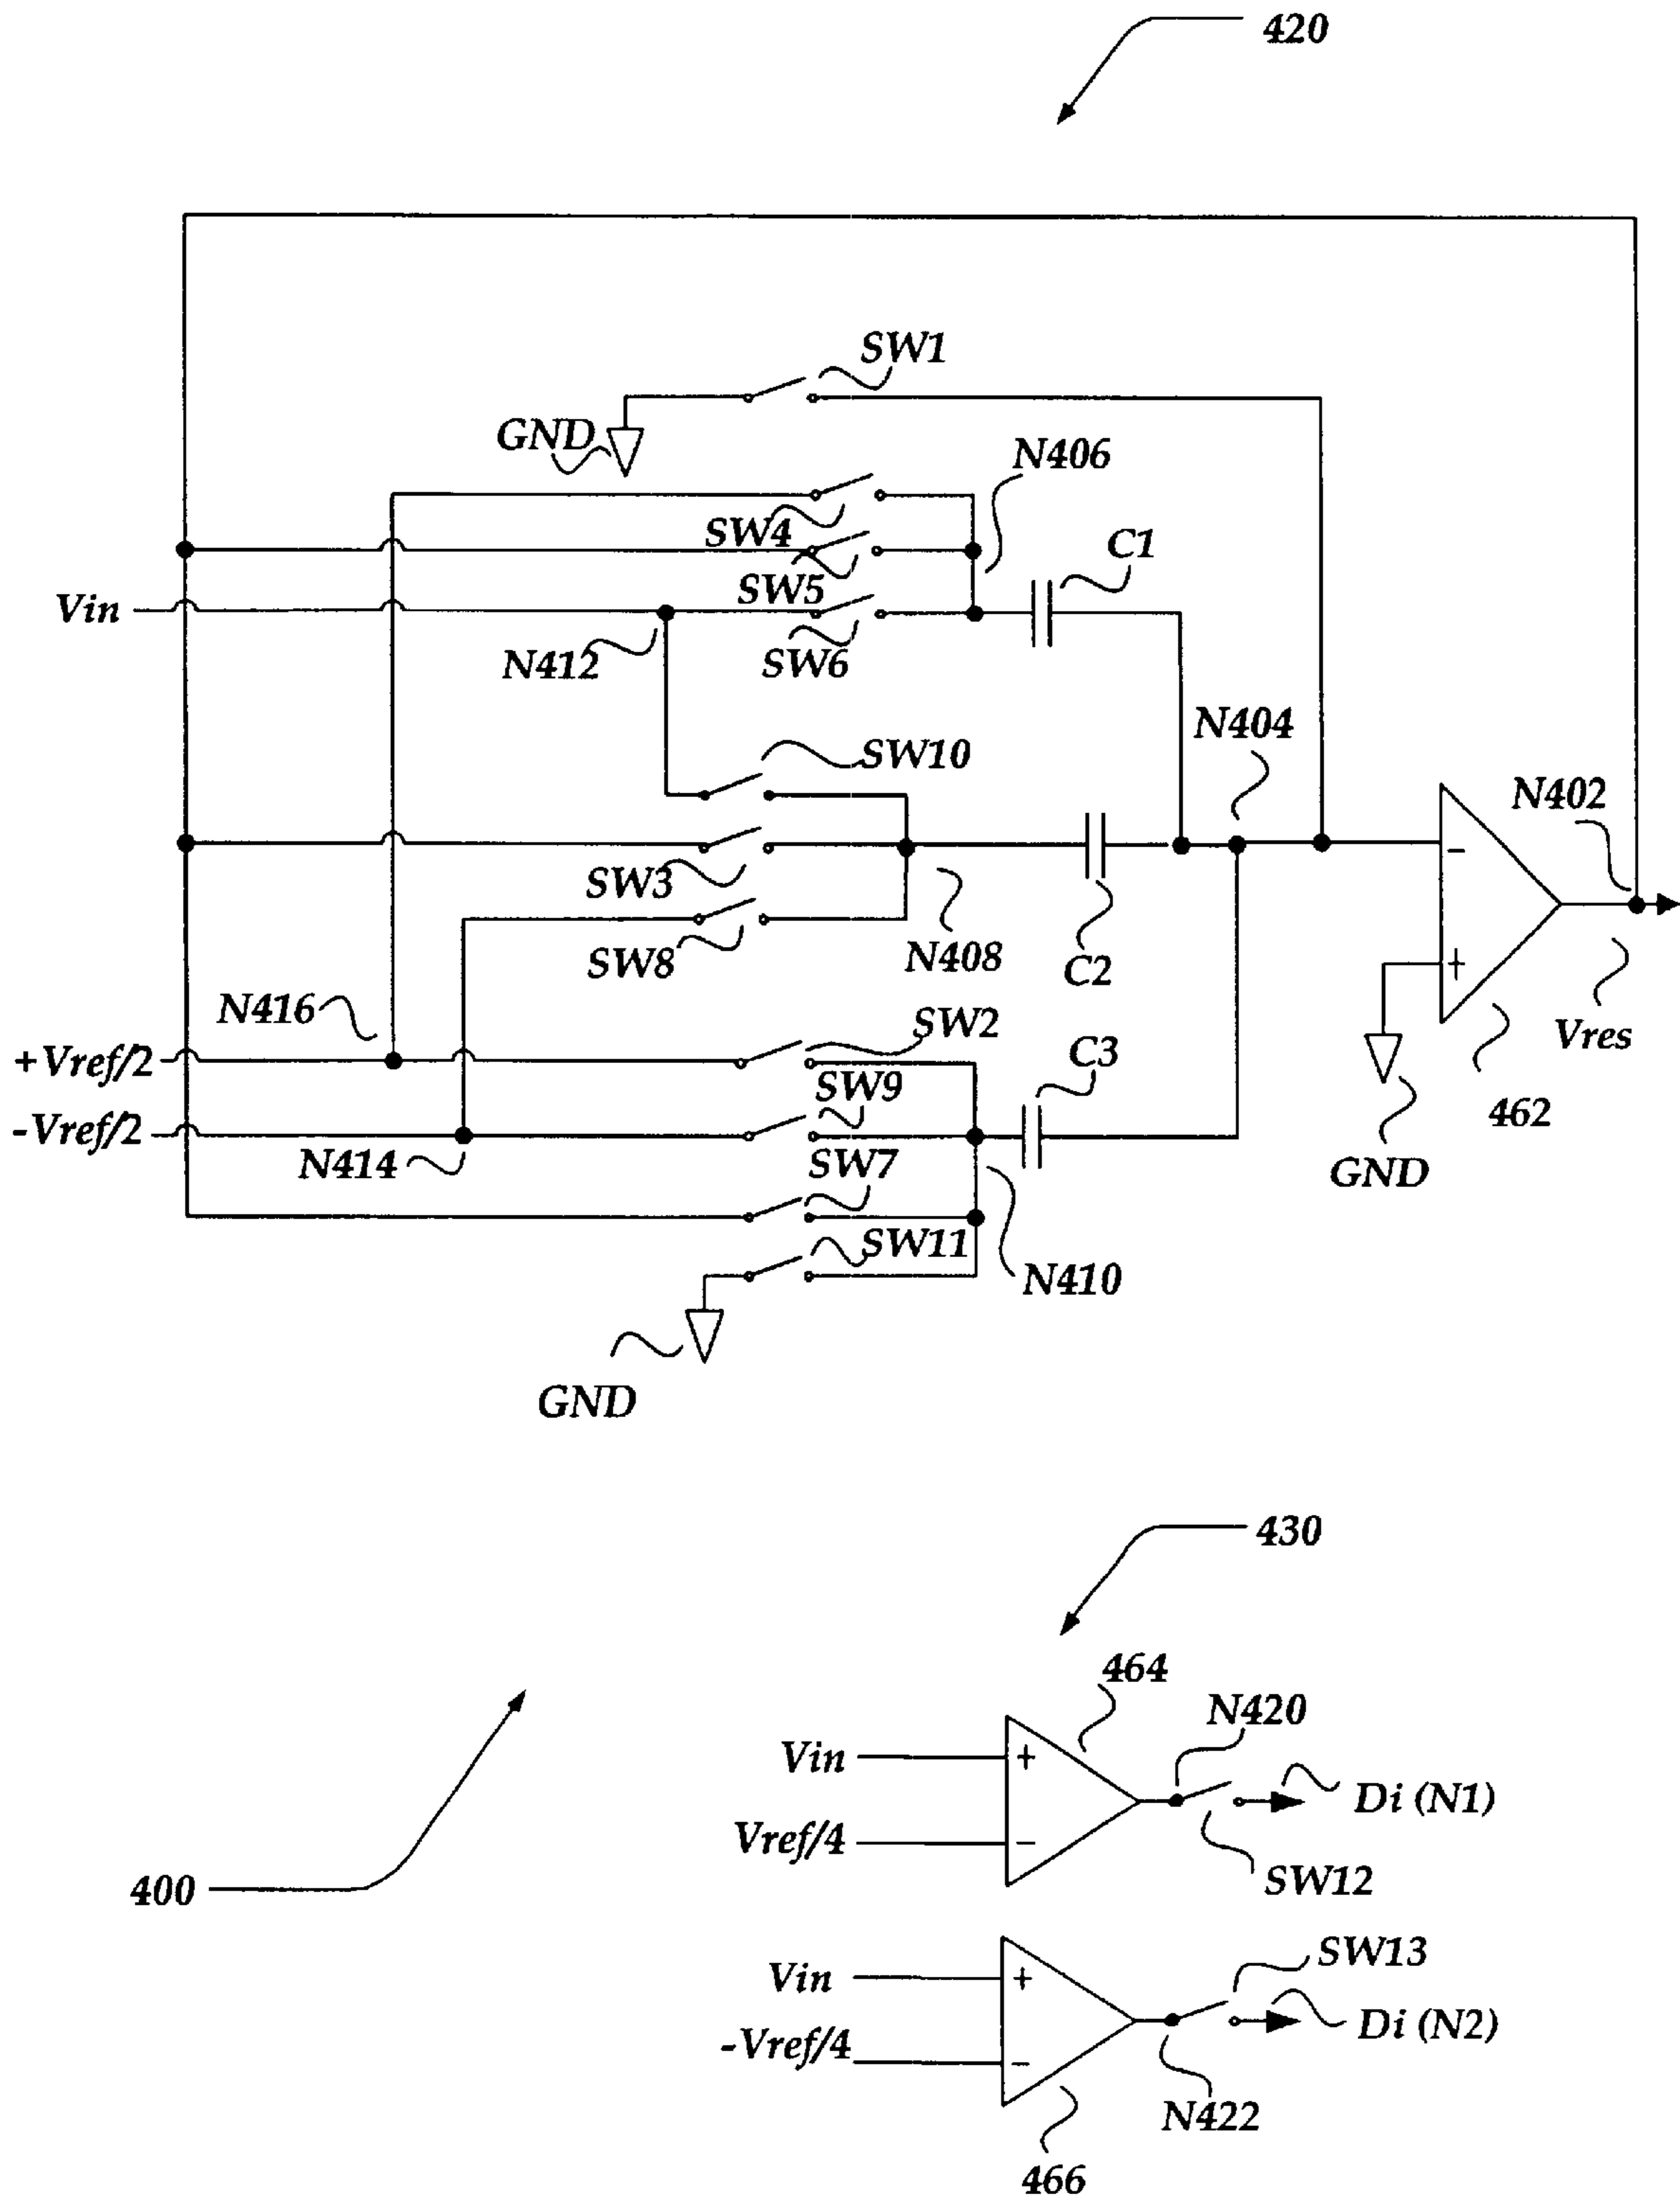 420
SW1
GND
N406
SW4
C1
SW5
Vin
N412
SW6
N404
SW10
N402
SW3
SW8
N408
C2
N416
SW2
Vres
+Vref/2
C3
SW9
462
-Vref/2
N414
SW7
GND
SW11
N410
GND
430
464
N420
Vin
Di (N1)
Vref/4
SW12
400
SW13
Vin
Di (N2)
-Vref/4
N422
466